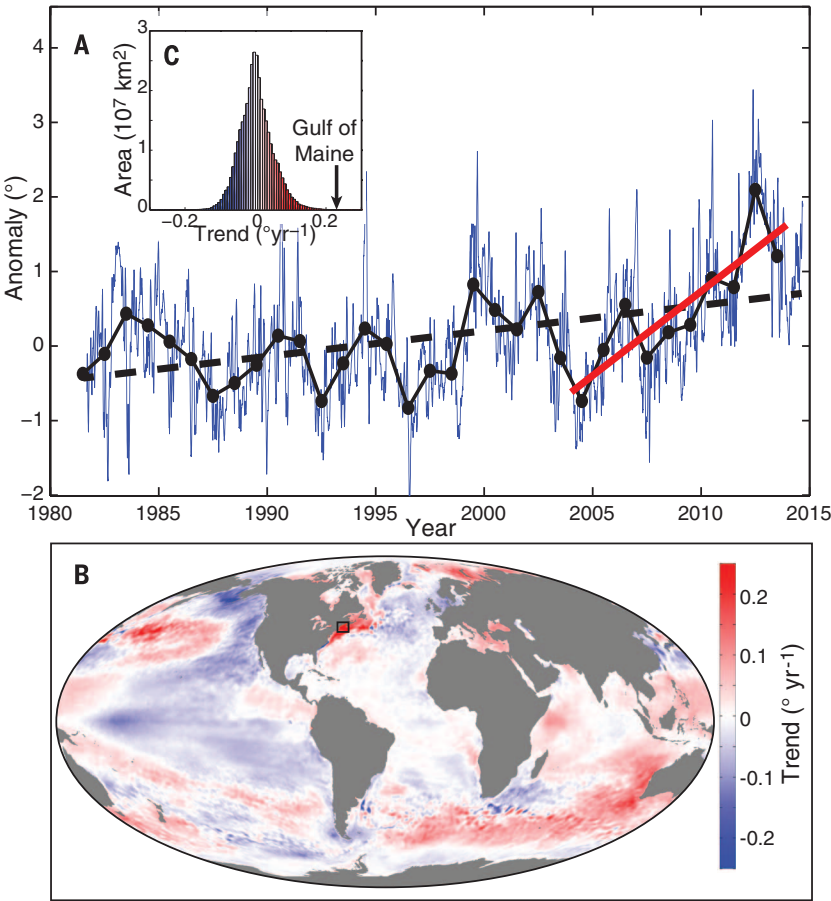 A
C
Anomaly (°)
4
3
2
1
0
−1
−2
1980 1985 1990 1995 2000 2005 2010 2015
Year
Area (10⁷ km²)
3
2
1
0
Gulf of
Maine
−0.2 0 0.2
Trend (°yr⁻¹)
B
0.2
0.1
0
-0.1
-0.2
Trend (° yr⁻¹)